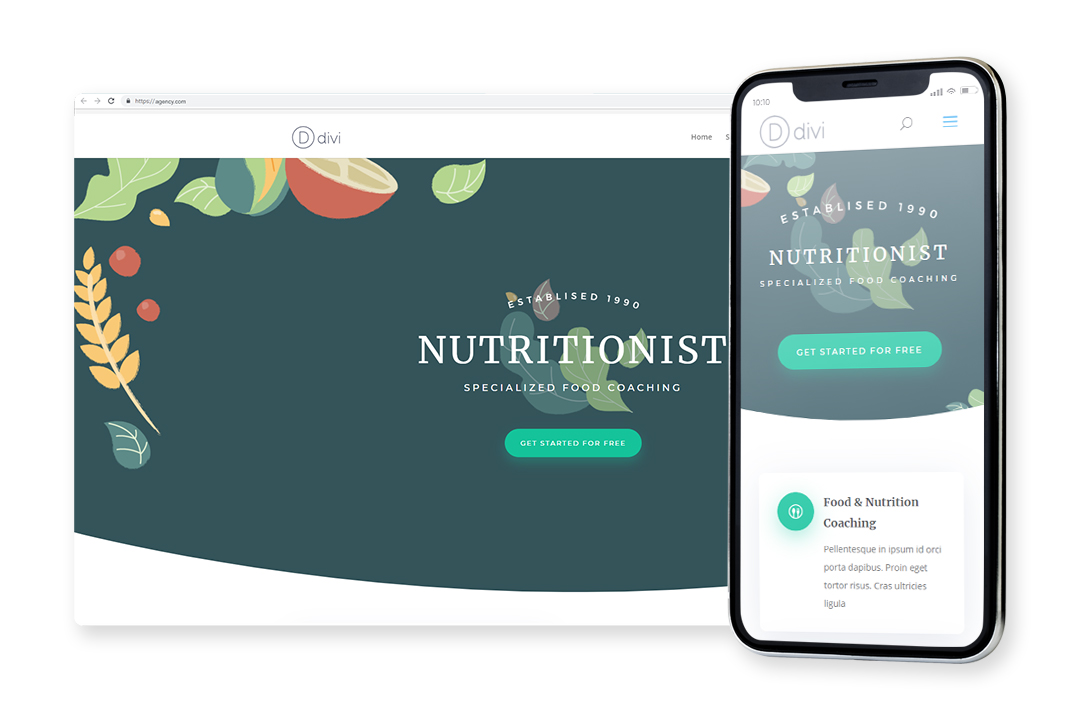 https://agency.com
D divi
Home
S
ESTABLISED 1990
NUTRITIONIST
SPECIALIZED FOOD COACHING
GET STARTED FOR FREE
10:10
D divi
ESTABLISED 1990
NUTRITIONIST
SPECIALIZED FOOD COACHING
GET STARTED FOR FREE
Food & Nutrition
Coaching
Pellentesque in ipsum id orci
porta dapibus. Proin eget
tortor risus. Cras ultricies
ligula